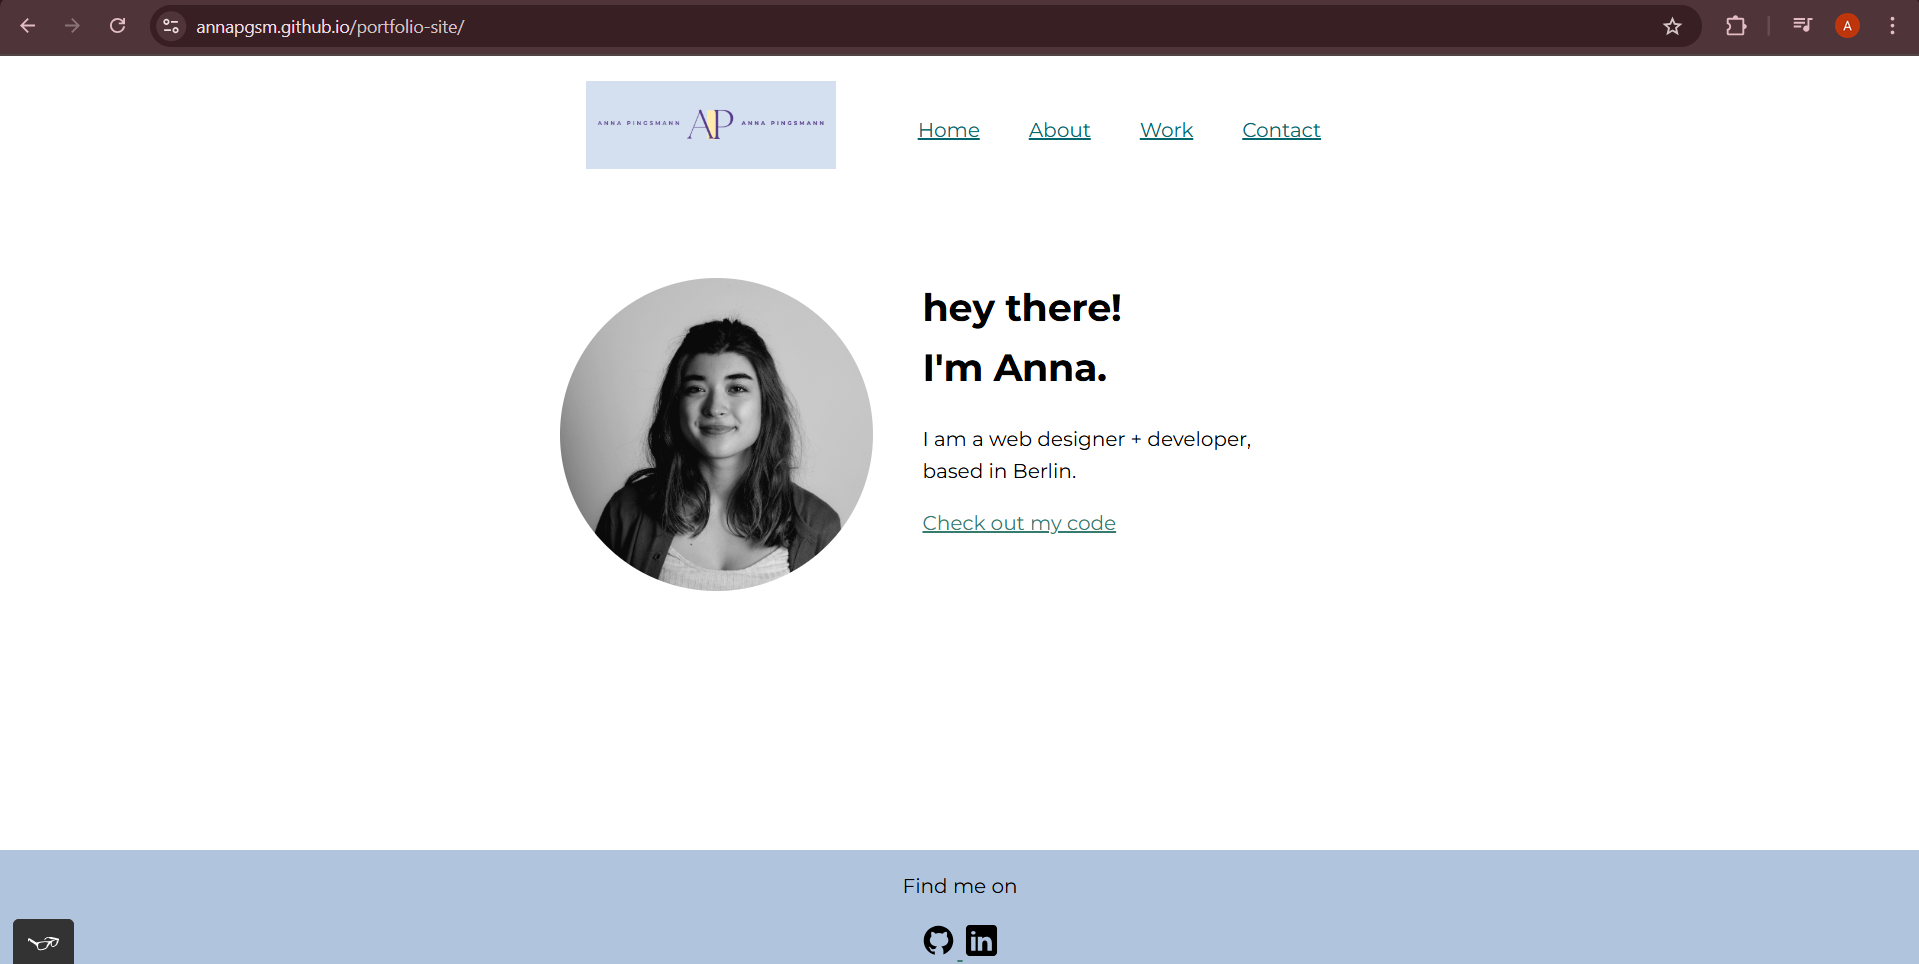 annapgsm.github.io/portfolio-site/
A
ANNA PINGSMANN AP ANNA PINGSMANN
Home About Work Contact
hey there!
I'm Anna.
I am a web designer + developer,
based in Berlin.
Check out my code
Find me on
in